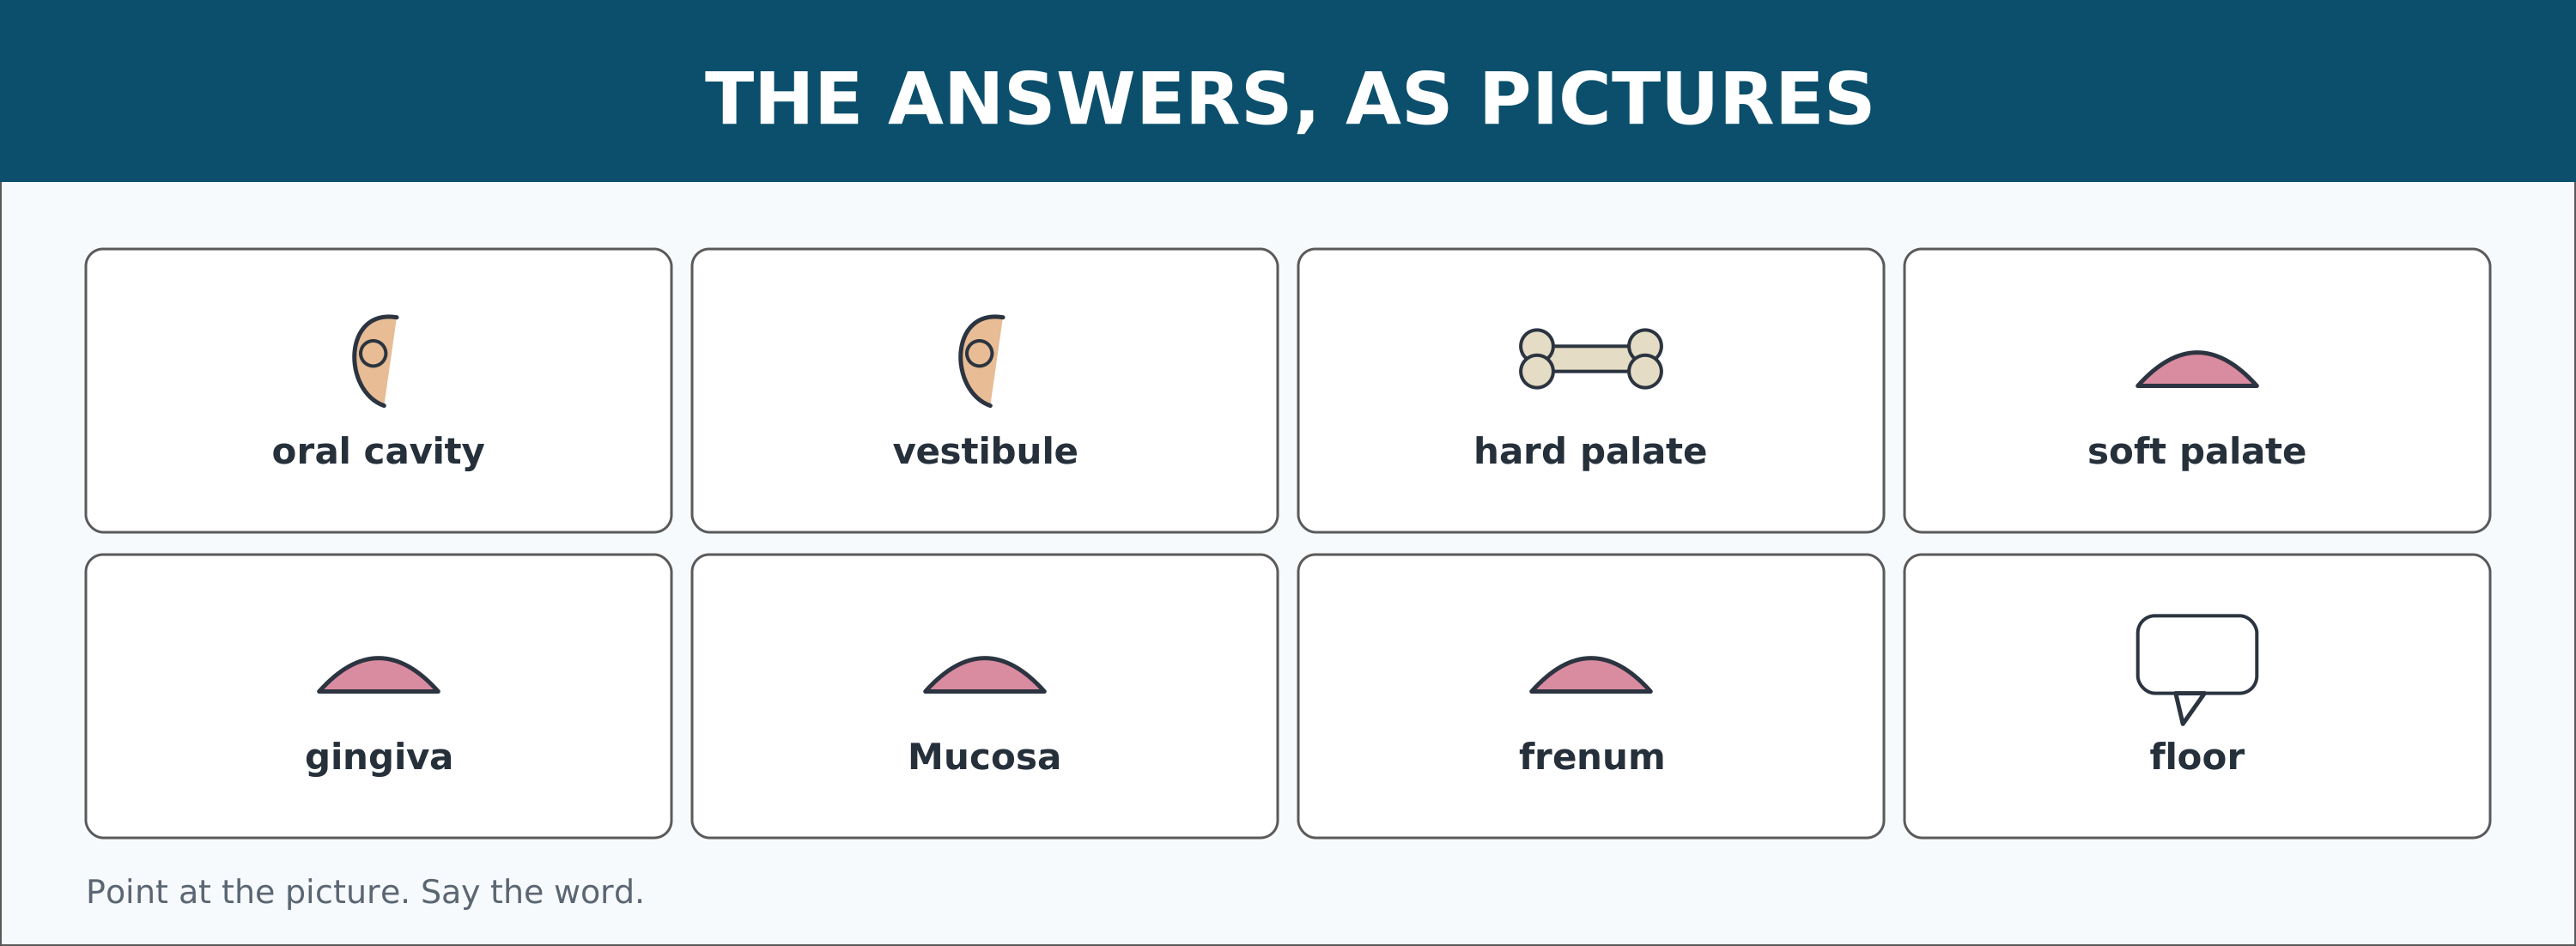 THE ANSWERS, AS PICTURES
oral cavity
vestibule
hard palate
soft palate
gingiva
Mucosa
frenum
floor
Point at the picture. Say the word.